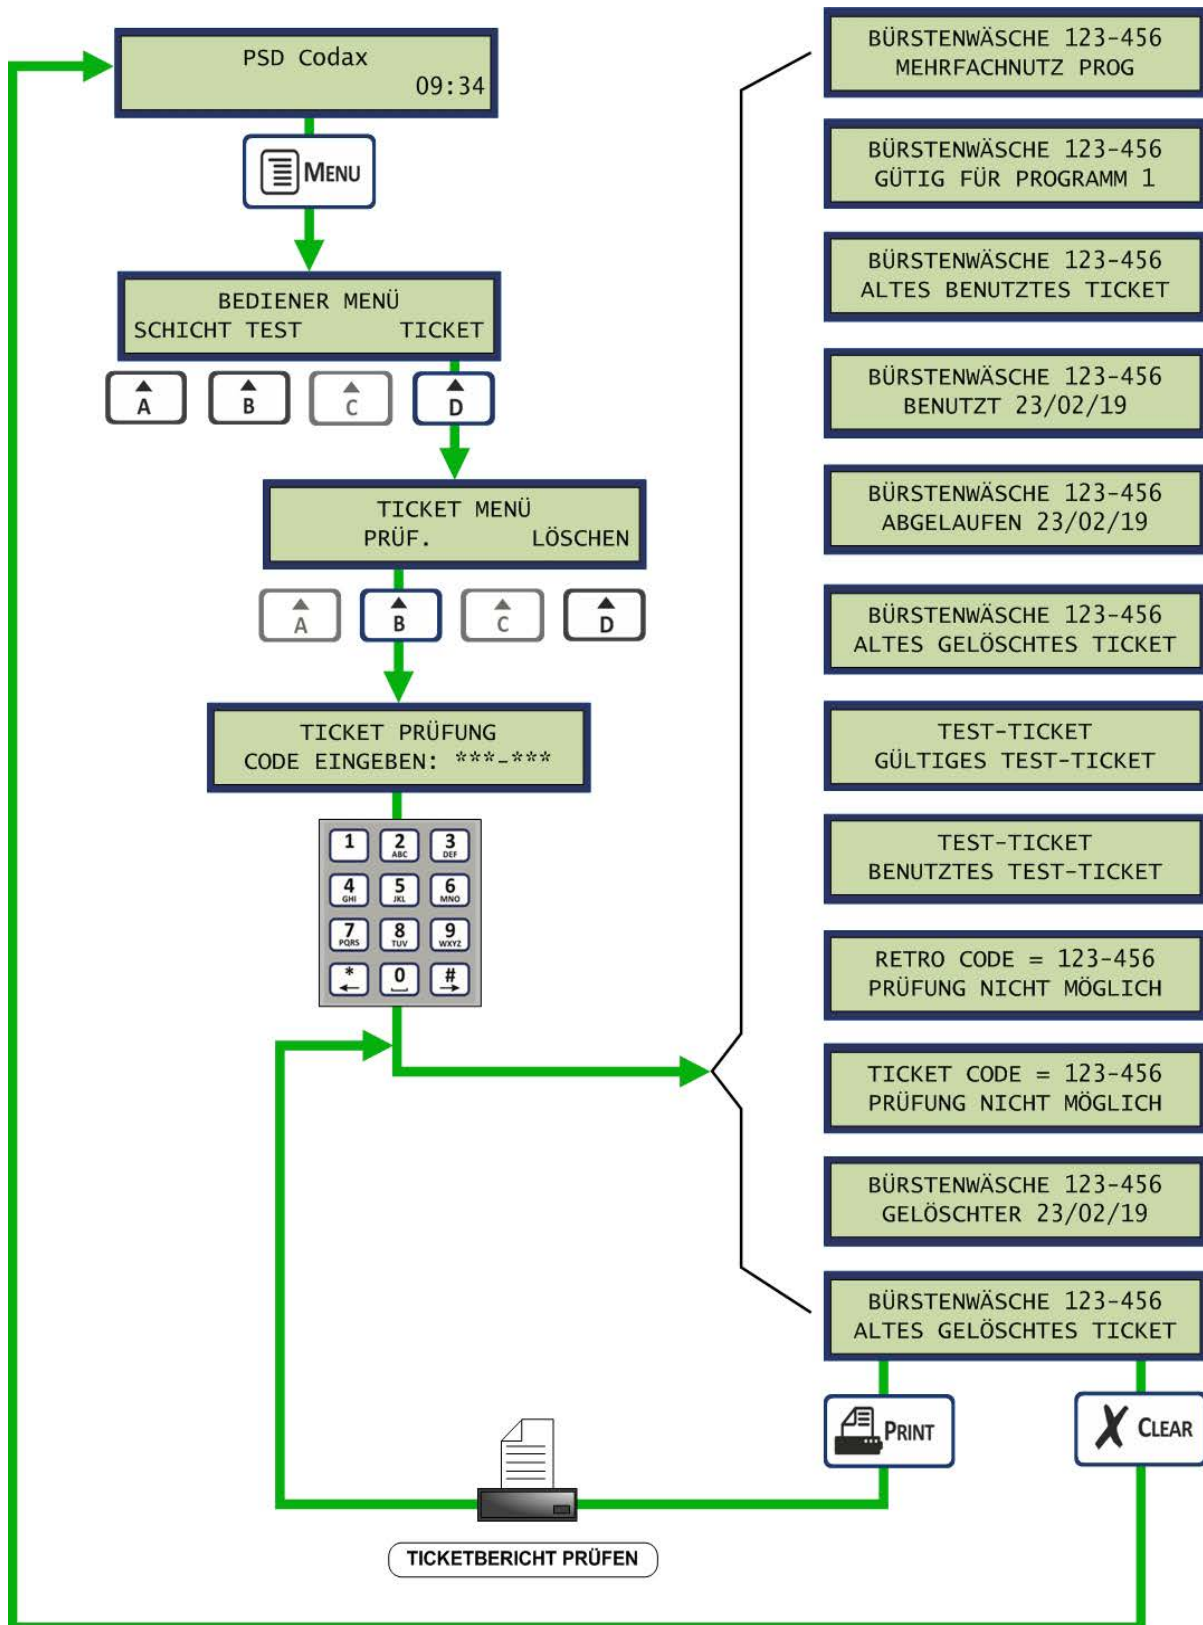 PSD Codax
09:34
MENU
BEDIENER MENÜ
SCHICHT TEST TICKET
A B C D
TICKET MENÜ
PRÜF. LÖSCHEN
A B C D
TICKET PRÜFUNG
CODE EINGEBEN: ***-***
1 2 3
ABC DEF
4 5 6
GHI JKL MNO
7 8 9
PQRS TUV WXYZ
* 0 #
BÜRSTENWÄSCHE 123-456
MEHRFACHNUTZ PROG
BÜRSTENWÄSCHE 123-456
GÜTIG FÜR PROGRAMM 1
BÜRSTENWÄSCHE 123-456
ALTES BENUTZTES TICKET
BÜRSTENWÄSCHE 123-456
BENUTZT 23/02/19
BÜRSTENWÄSCHE 123-456
ABGELAUFEN 23/02/19
BÜRSTENWÄSCHE 123-456
ALTES GELÖSCHTES TICKET
TEST-TICKET
GÜLTIGES TEST-TICKET
TEST-TICKET
BENUTZTES TEST-TICKET
RETRO CODE = 123-456
PRÜFUNG NICHT MÖGLICH
TICKET CODE = 123-456
PRÜFUNG NICHT MÖGLICH
BÜRSTENWÄSCHE 123-456
GELÖSCHTER 23/02/19
BÜRSTENWÄSCHE 123-456
ALTES GELÖSCHTES TICKET
PRINT
CLEAR
TICKETBERICHT PRÜFEN